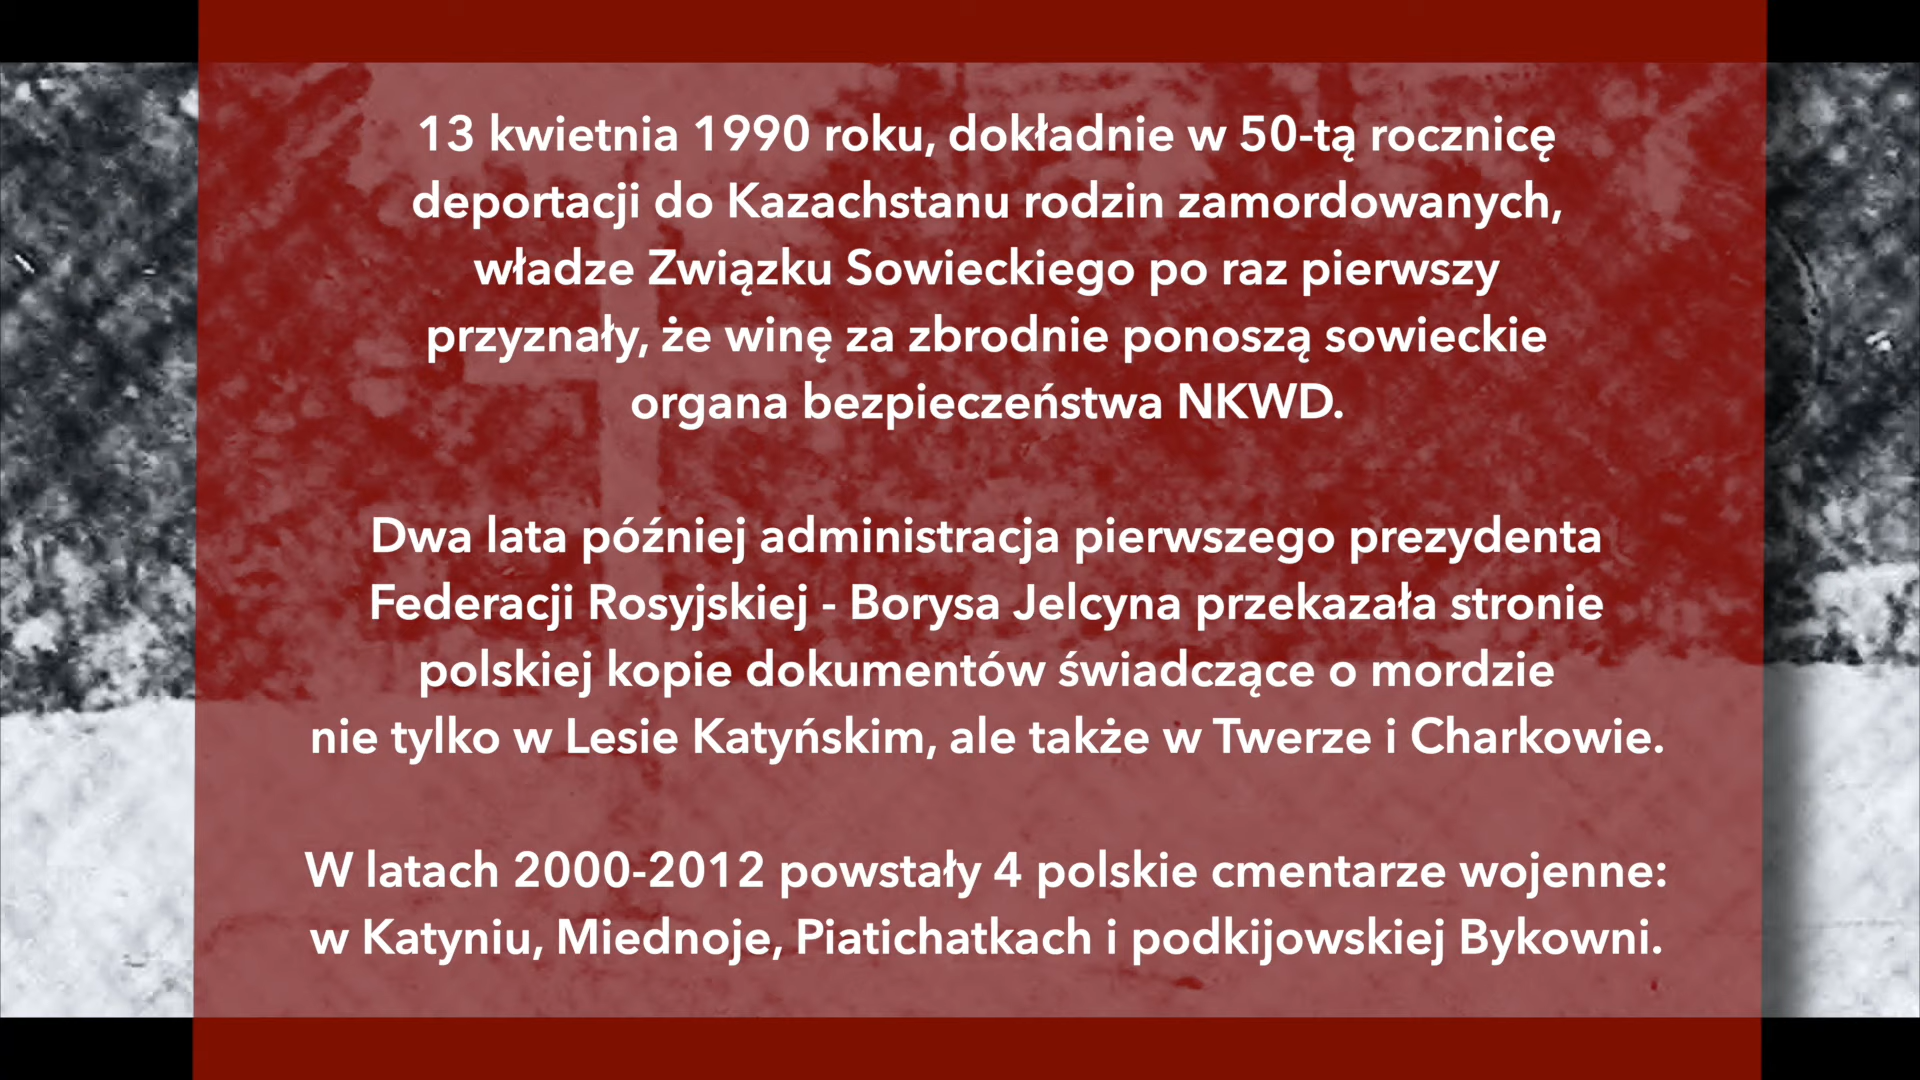 13 kwietnia 1990 roku, dokładnie w 50-tą rocznicę
deportacji do Kazachstanu rodzin zamordowanych,
władze Związku Sowieckiego po raz pierwszy
przyznały, że winę za zbrodnie ponoszą sowieckie
organa bezpieczeństwa NKWD.
Dwa lata później administracja pierwszego prezydenta
Federacji Rosyjskiej - Borysa Jelcyna przekazała stronie
polskiej kopie dokumentów świadczące o mordzie
nie tylko w Lesie Katyńskim, ale także w Twerze i Charkowie.
W latach 2000-2012 powstały 4 polskie cmentarze wojenne:
w Katyniu, Miednoje, Piatichatkach i podkijowskiej Bykowni.